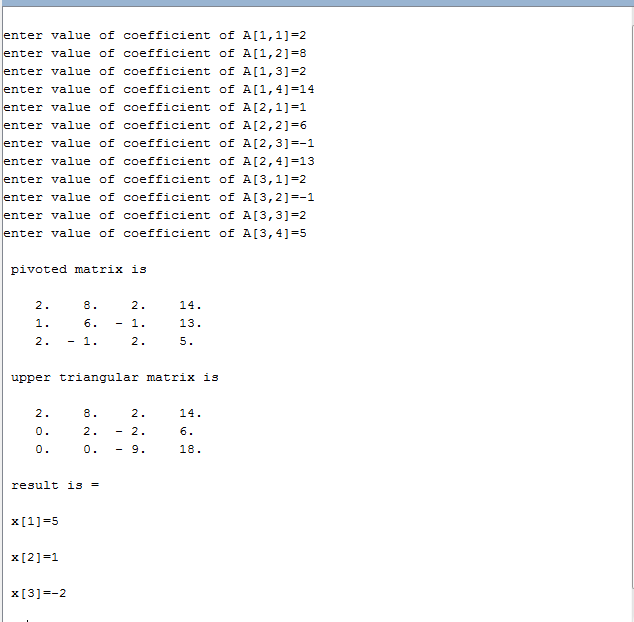 enter value of coefficient of A[1,1]=2
enter value of coefficient of A[1,2]=8
enter value of coefficient of A[1,3]=2
enter value of coefficient of A[1,4]=14
enter value of coefficient of A[2,1]=1
enter value of coefficient of A[2,2]=6
enter value of coefficient of A[2,3]=-1
enter value of coefficient of A[2,4]=13
enter value of coefficient of A[3,1]=2
enter value of coefficient of A[3,2]=-1
enter value of coefficient of A[3,3]=2
enter value of coefficient of A[3,4]=5
pivoted matrix is
2. 8. 2. 14.
1. 6. - 1. 13.
2. - 1. 2. 5.
upper triangular matrix is
2. 8. 2. 14.
0. 2. - 2. 6.
0. 0. - 9. 18.
result is =
x[1]=5
x[2]=1
x[3]=-2